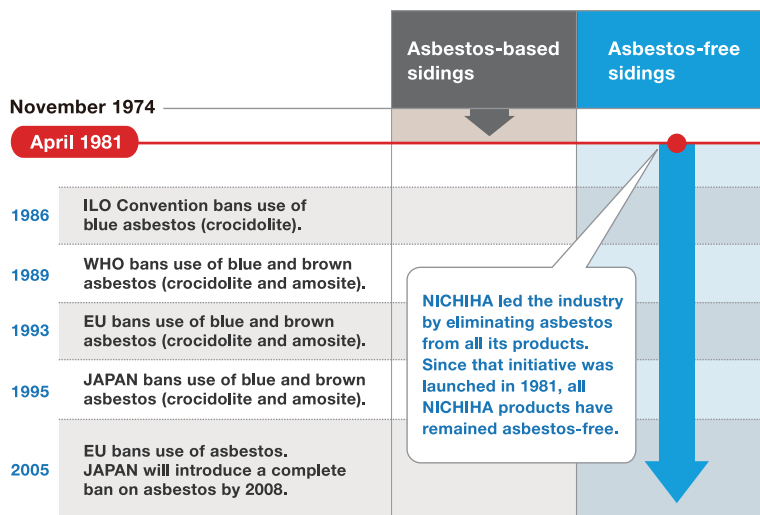 Asbestos-based
sidings
Asbestos-free
sidings
November 1974
April 1981
1986
ILO Convention bans use of
blue asbestos (crocidolite).
1989
WHO bans use of blue and brown
asbestos (crocidolite and amosite).
1993
EU bans use of blue and brown
asbestos (crocidolite and amosite).
1995
JAPAN bans use of blue and brown
asbestos (crocidolite and amosite).
2005
EU bans use of asbestos.
JAPAN will introduce a complete
ban on asbestos by 2008.
NICHIHA led the industry
by eliminating asbestos
from all its products.
Since that initiative was
launched in 1981, all
NICHIHA products have
remained asbestos-free.